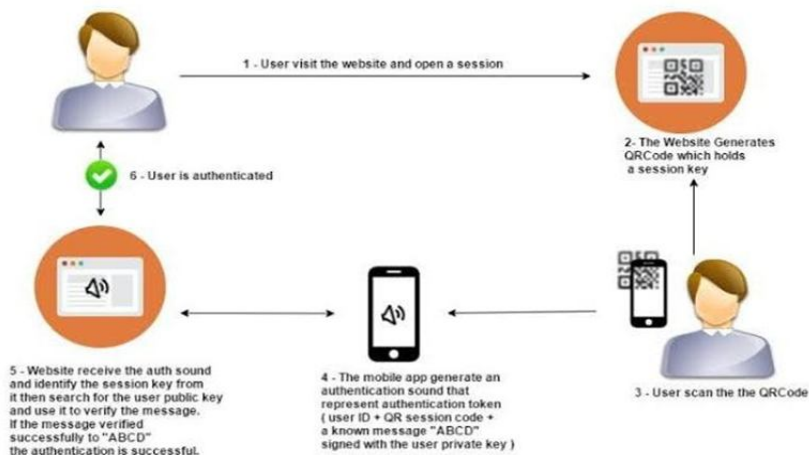 1 - User visit the website and open a session
2- The Website Generates
QRCode which holds
a session key
6 - User is authenticated
3 - User scan the the QRCode
4 - The mobile app generate an
authentication sound that
represent authentication token
( user ID + QR session code +
a known message "ABCD"
signed with the user private key )
5 - Website receive the auth sound
and identify the session key from
it then search for the user public key
and use it to verify the message.
If the message verified
successfully to "ABCD"
the authentication is successful.